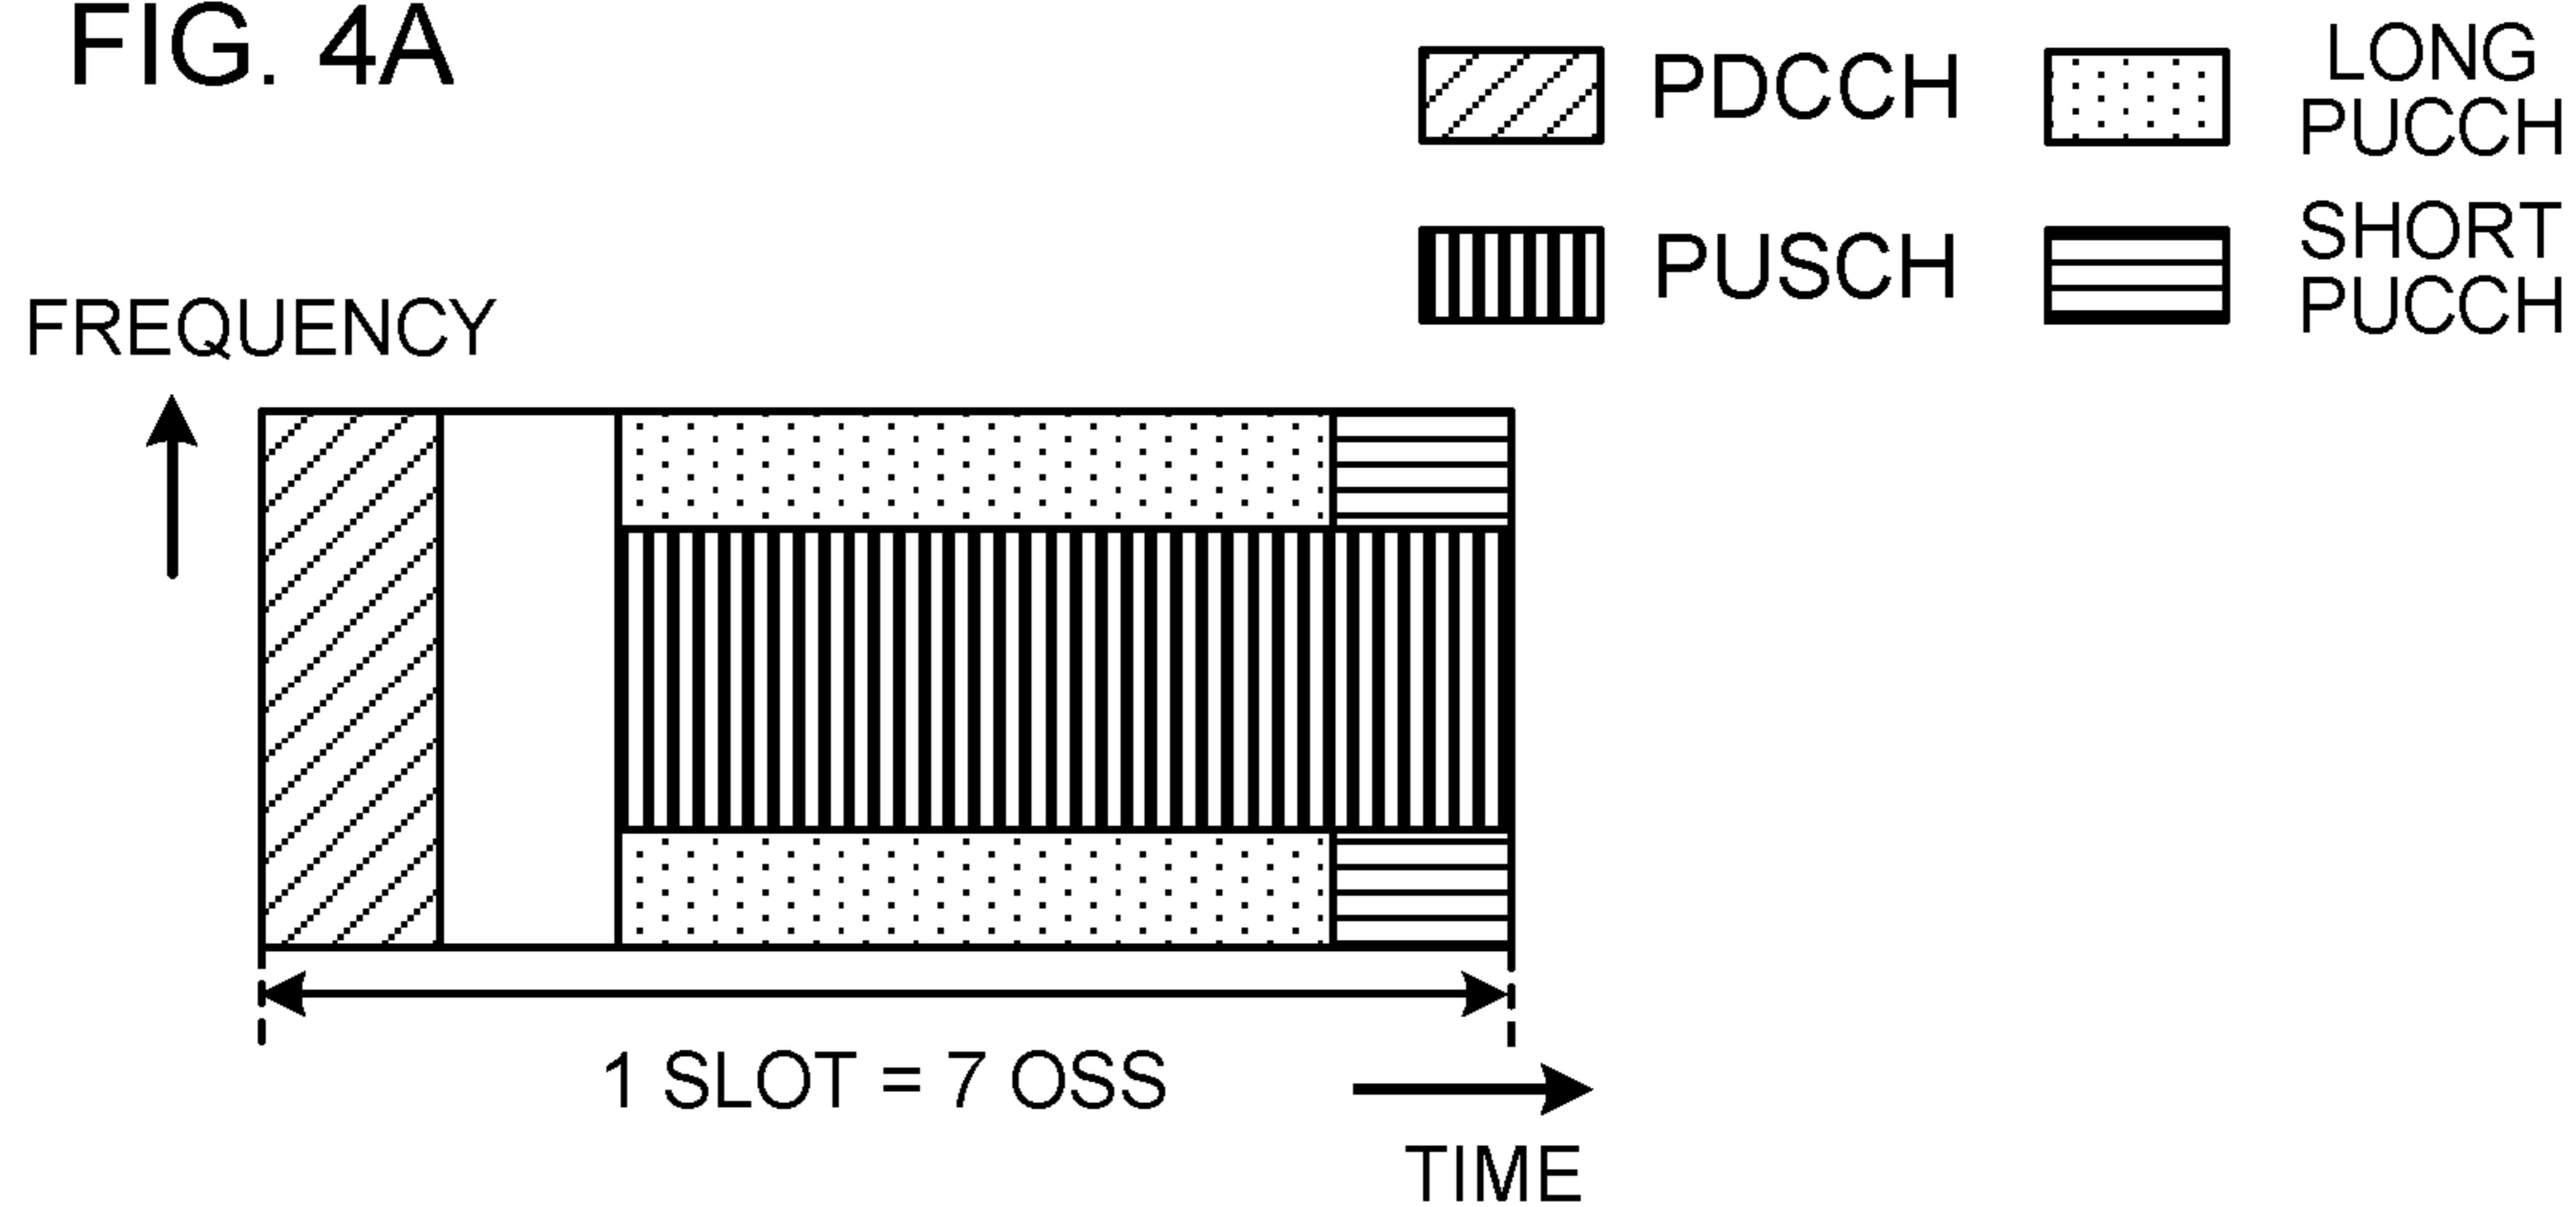 FIG. 4A
PDCCH
LONG
PUCCH
PUSCH
SHORT
PUCCH
FREQUENCY
1 SLOT = 7 OSS
TIME